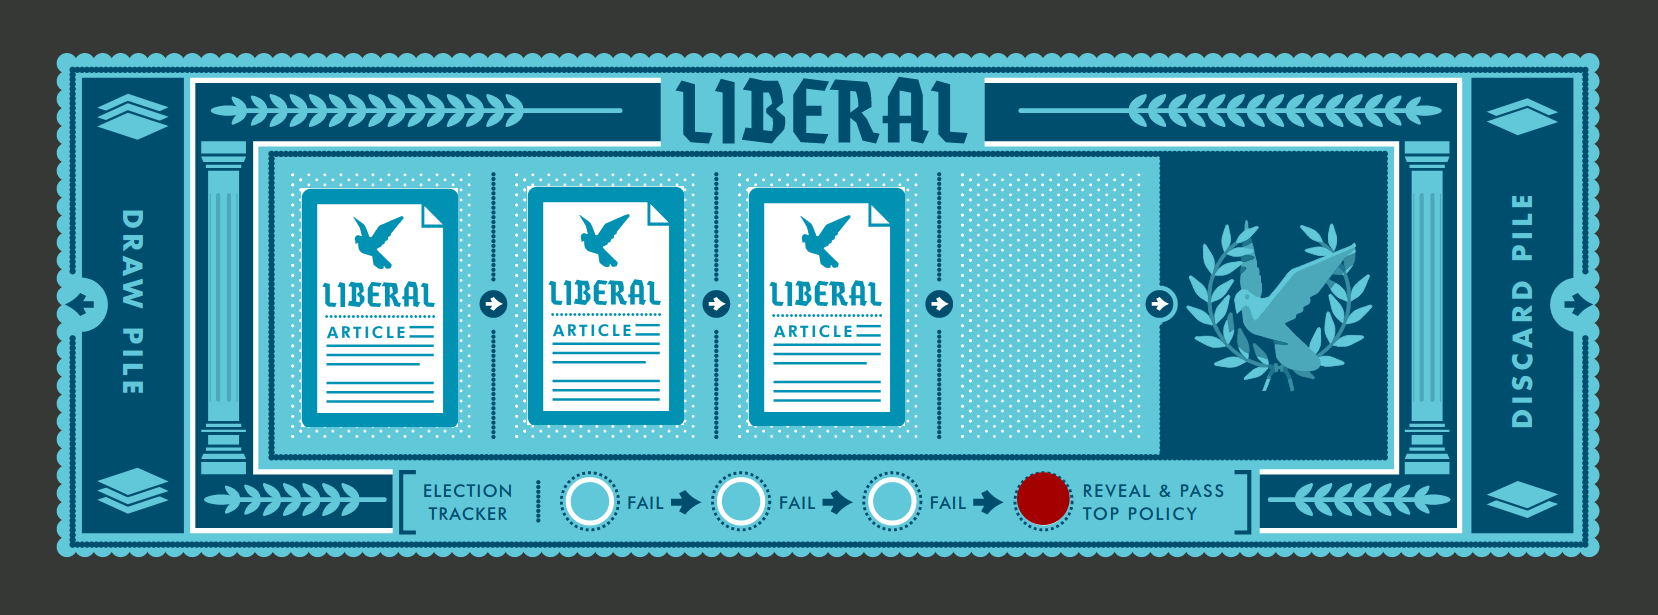 LIBERAL
DRAW PILE
LIBERAL
ARTICLE
LIBERAL
ARTICLE
LIBERAL
ARTICLE
DISCARD PILE
ELECTION
TRACKER
FAIL
FAIL
FAIL
REVEAL & PASS
TOP POLICY